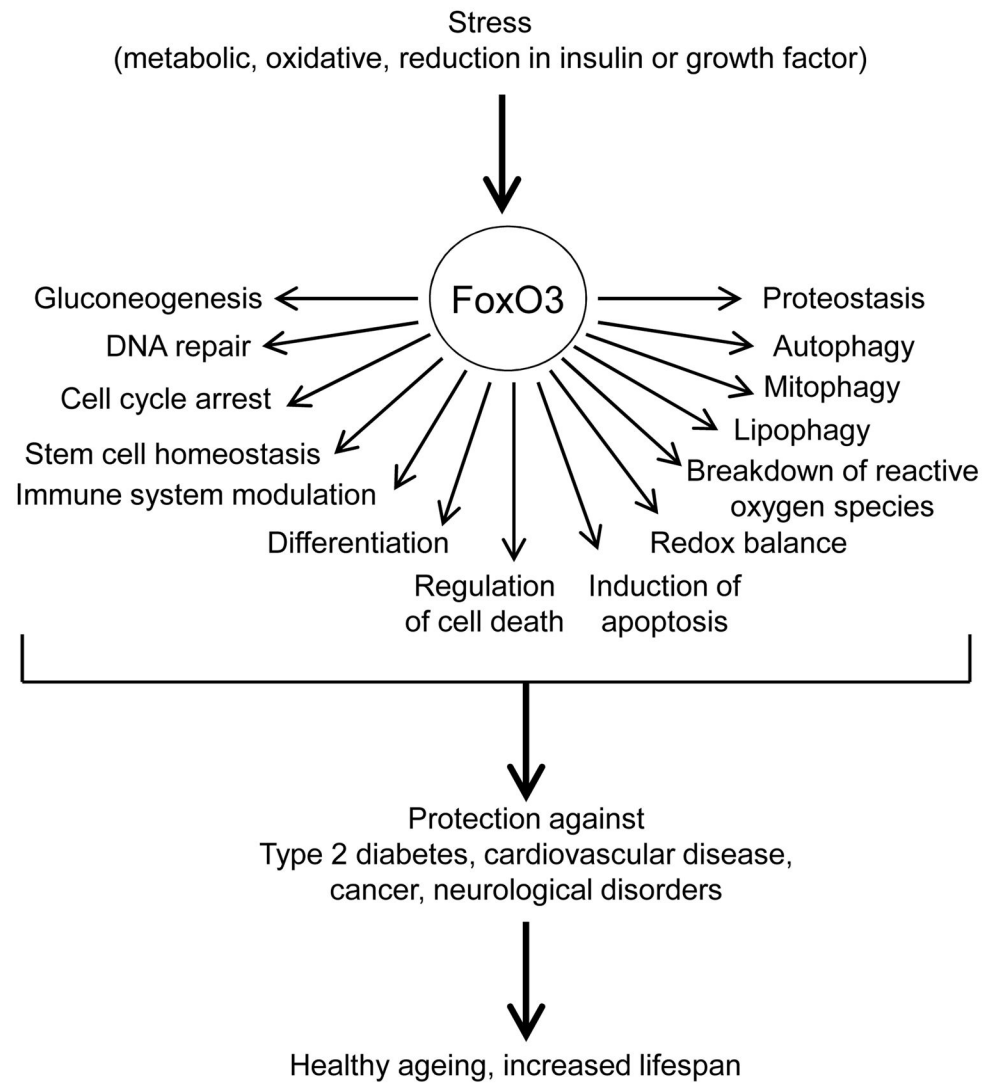 Stress
(metabolic, oxidative, reduction in insulin or growth factor)
FoxO3
Gluconeogenesis
DNA repair
Cell cycle arrest
Stem cell homeostasis
Immune system modulation
Differentiation
Regulation
of cell death
Induction of
apoptosis
Redox balance
Breakdown of reactive
oxygen species
Lipophagy
Mitophagy
Autophagy
Proteostasis
Protection against
Type 2 diabetes, cardiovascular disease,
cancer, neurological disorders
Healthy ageing, increased lifespan